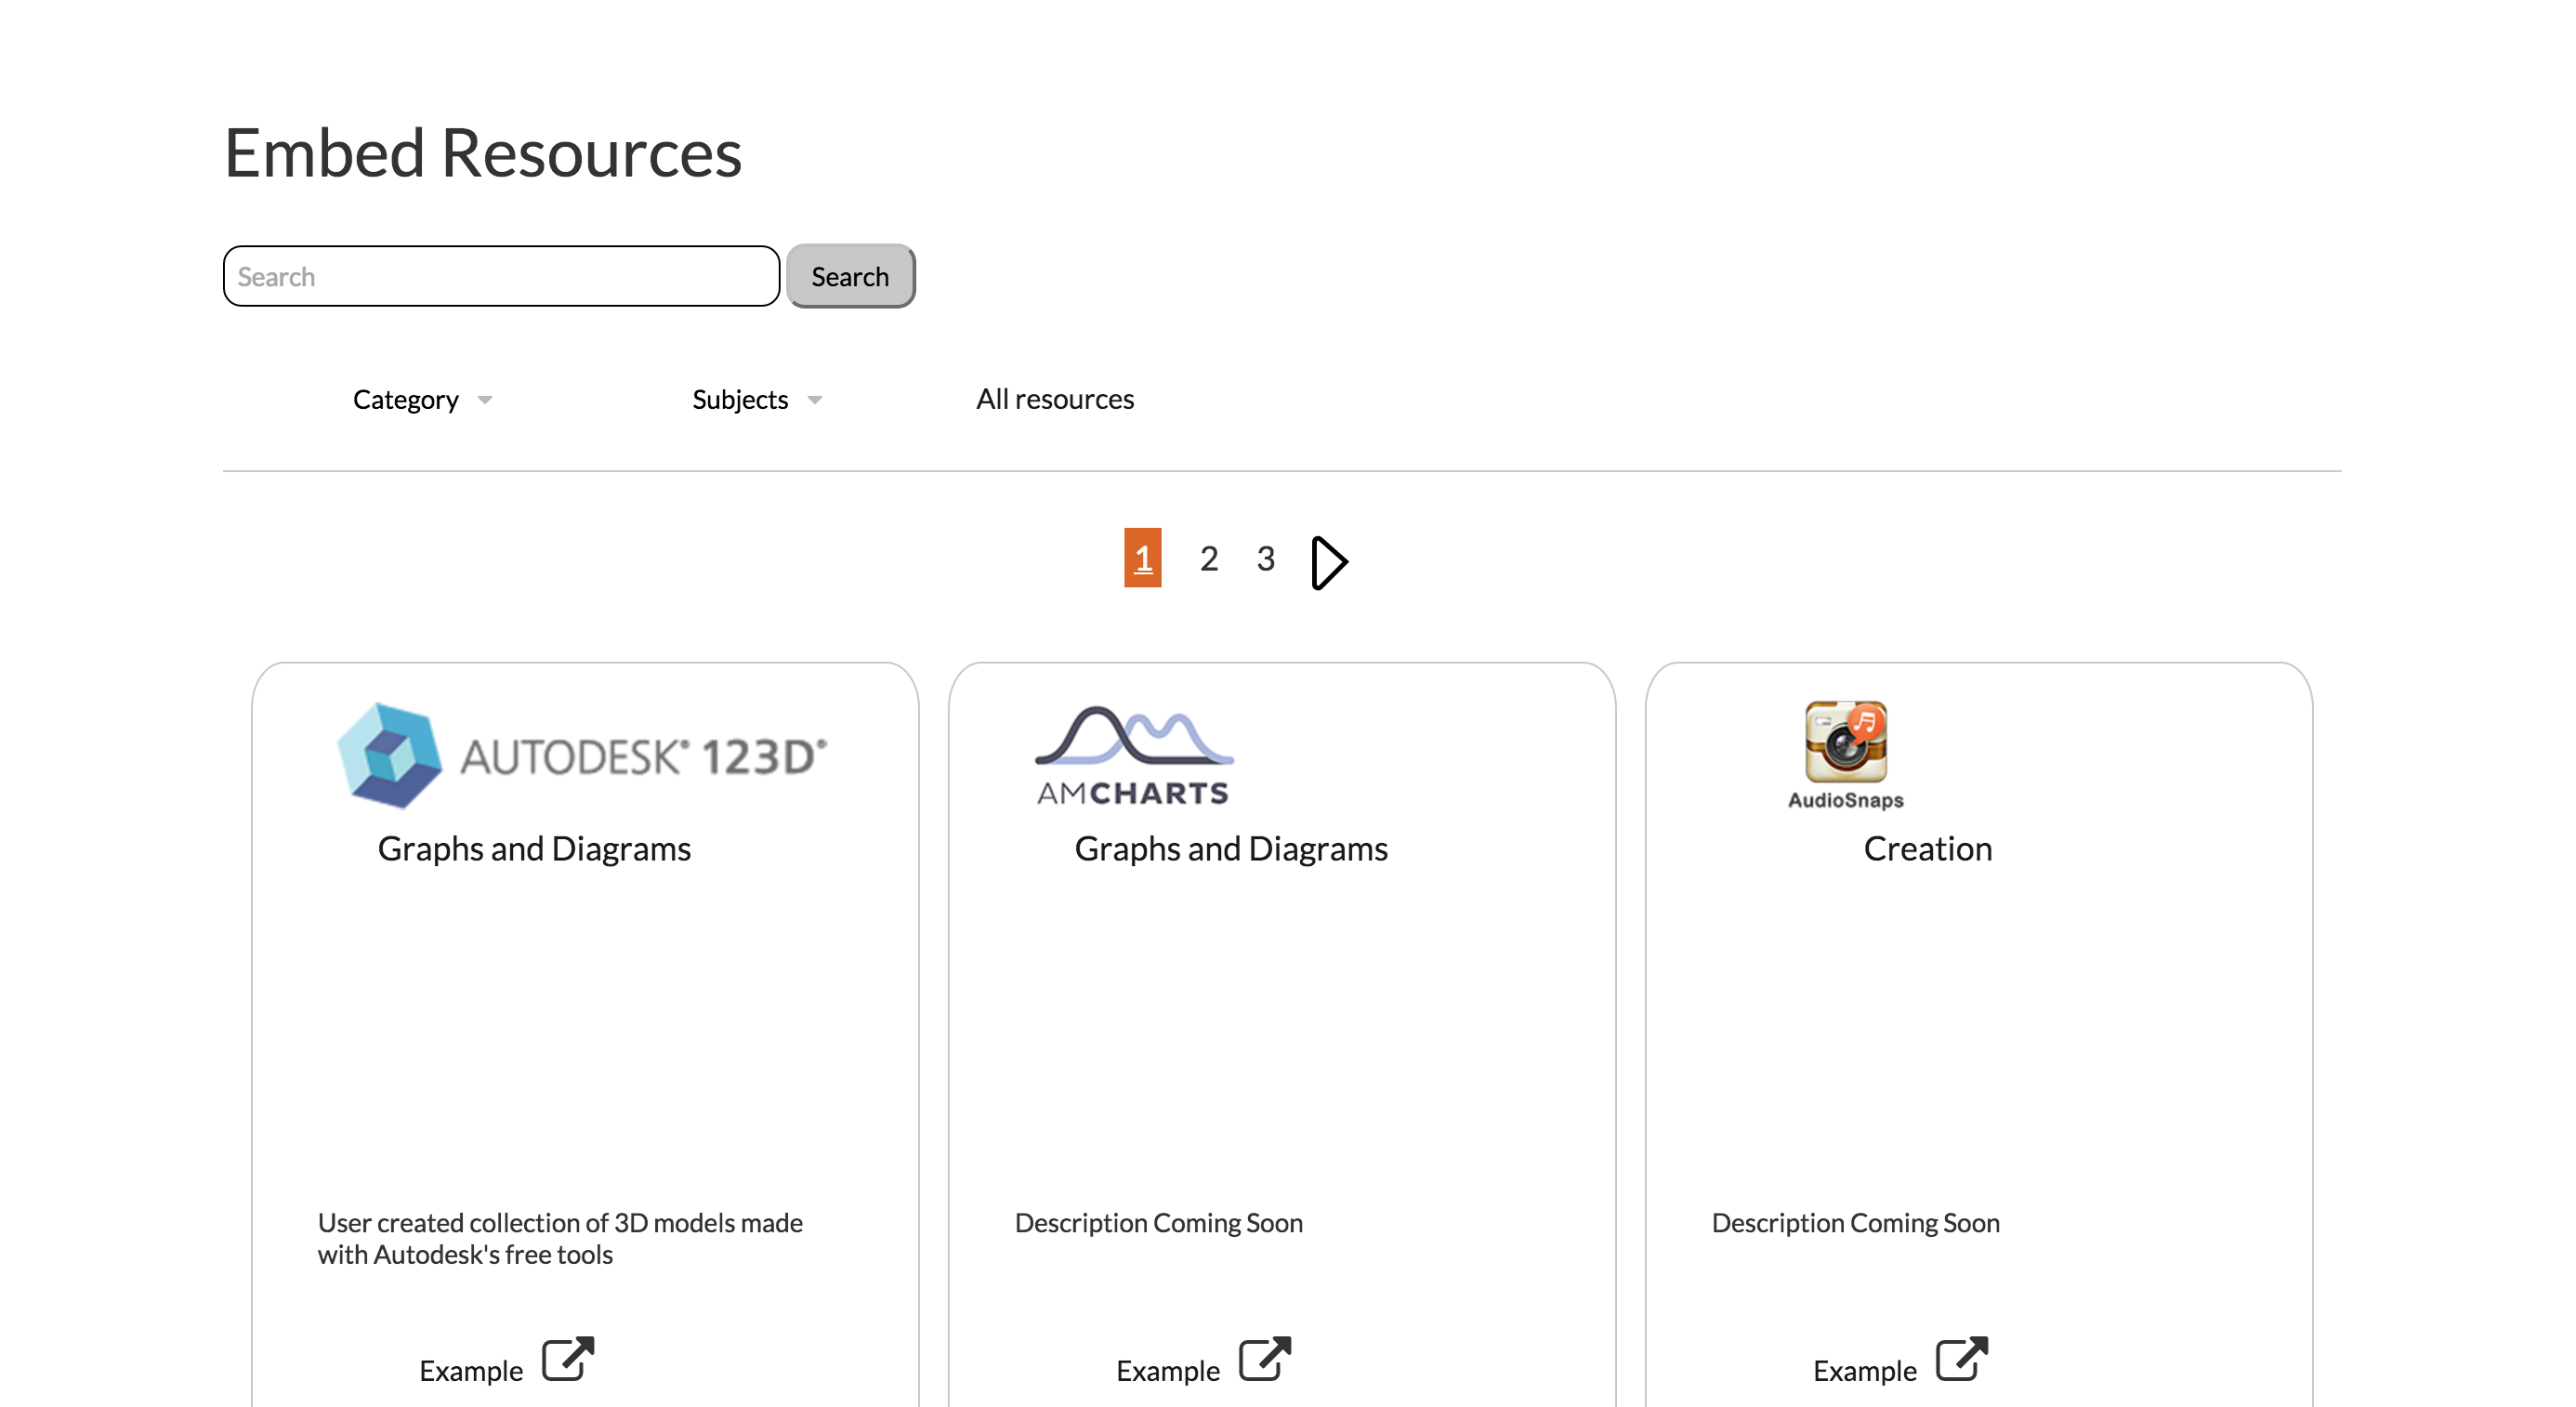 Embed Resources
Search Search
Category Subjects All resources
1 2 3
AUTODESK® 123D®
Graphs and Diagrams
User created collection of 3D models made
with Autodesk's free tools
Example
AMCHARTS
Graphs and Diagrams
Description Coming Soon
Example
AudioSnaps
Creation
Description Coming Soon
Example